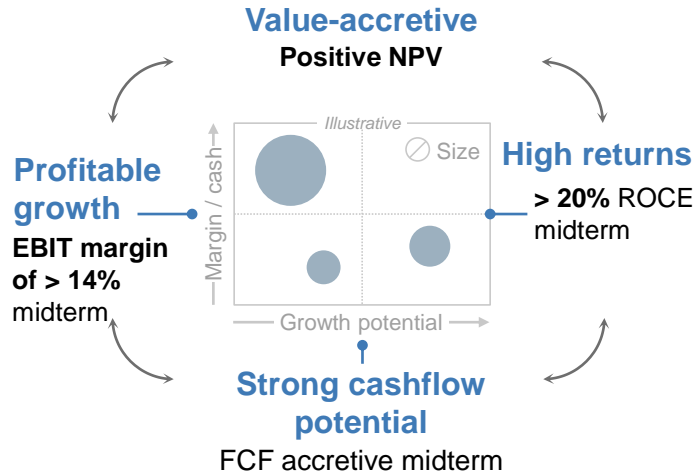 Value-accretive
Positive NPV
Profitable
growth
EBIT margin
of > 14%
midterm
Illustrative
Size
Margin / cash
Growth potential
High returns
> 20% ROCE
midterm
Strong cashflow
potential
FCF accretive midterm